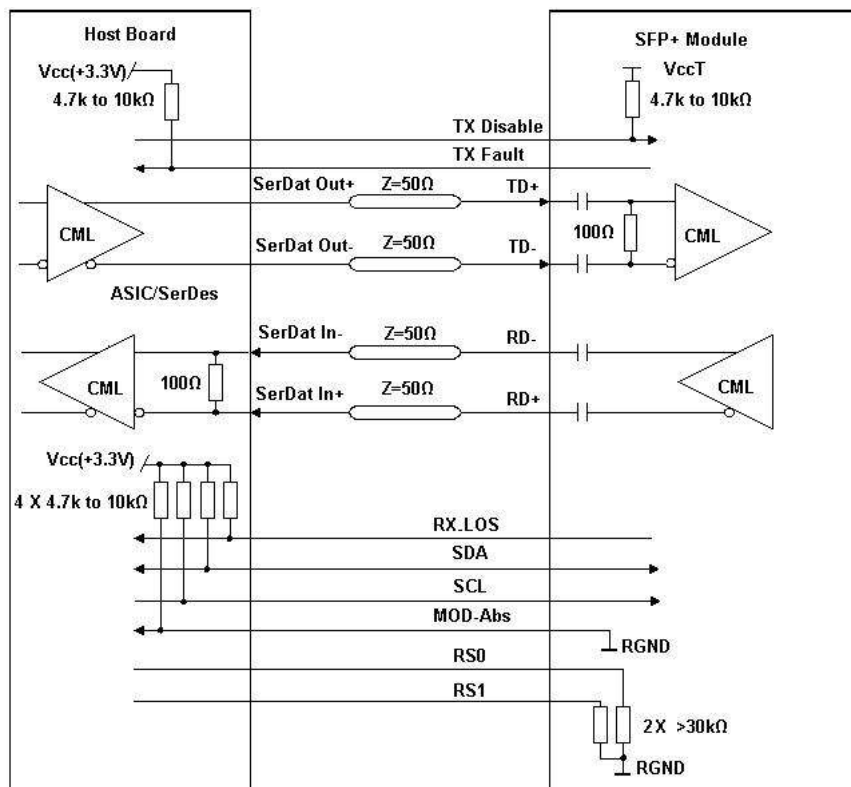 Host Board
SFP+ Module
Vcc(+3.3V)
VccT
4.7k to 10kΩ
4.7k to 10kΩ
TX Disable
TX Fault
SerDat Out+
Z=50Ω
TD+
CML
100Ω
CML
SerDat Out-
Z=50Ω
TD-
ASIC/SerDes
SerDat In-
Z=50Ω
RD-
CML
100Ω
CML
SerDat In+
Z=50Ω
RD+
Vcc(+3.3V)
4 X 4.7k to 10kΩ
RX_LOS
SDA
SCL
MOD-Abs
RGND
RS0
RS1
2X >30kΩ
RGND